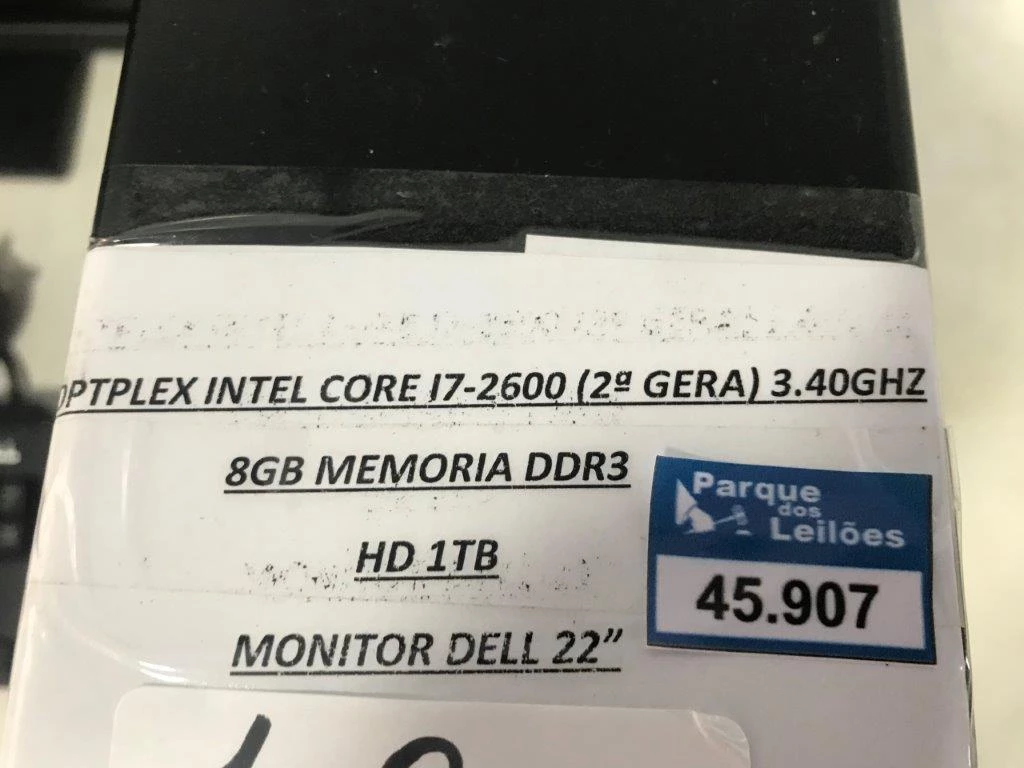 OPTPLEX INTEL CORE I7-2600 (2ª GERA) 3.40GHZ
8GB MEMORIA DDR3
HD 1TB
MONITOR DELL 22”
Parque
dos
Leilões
45.907